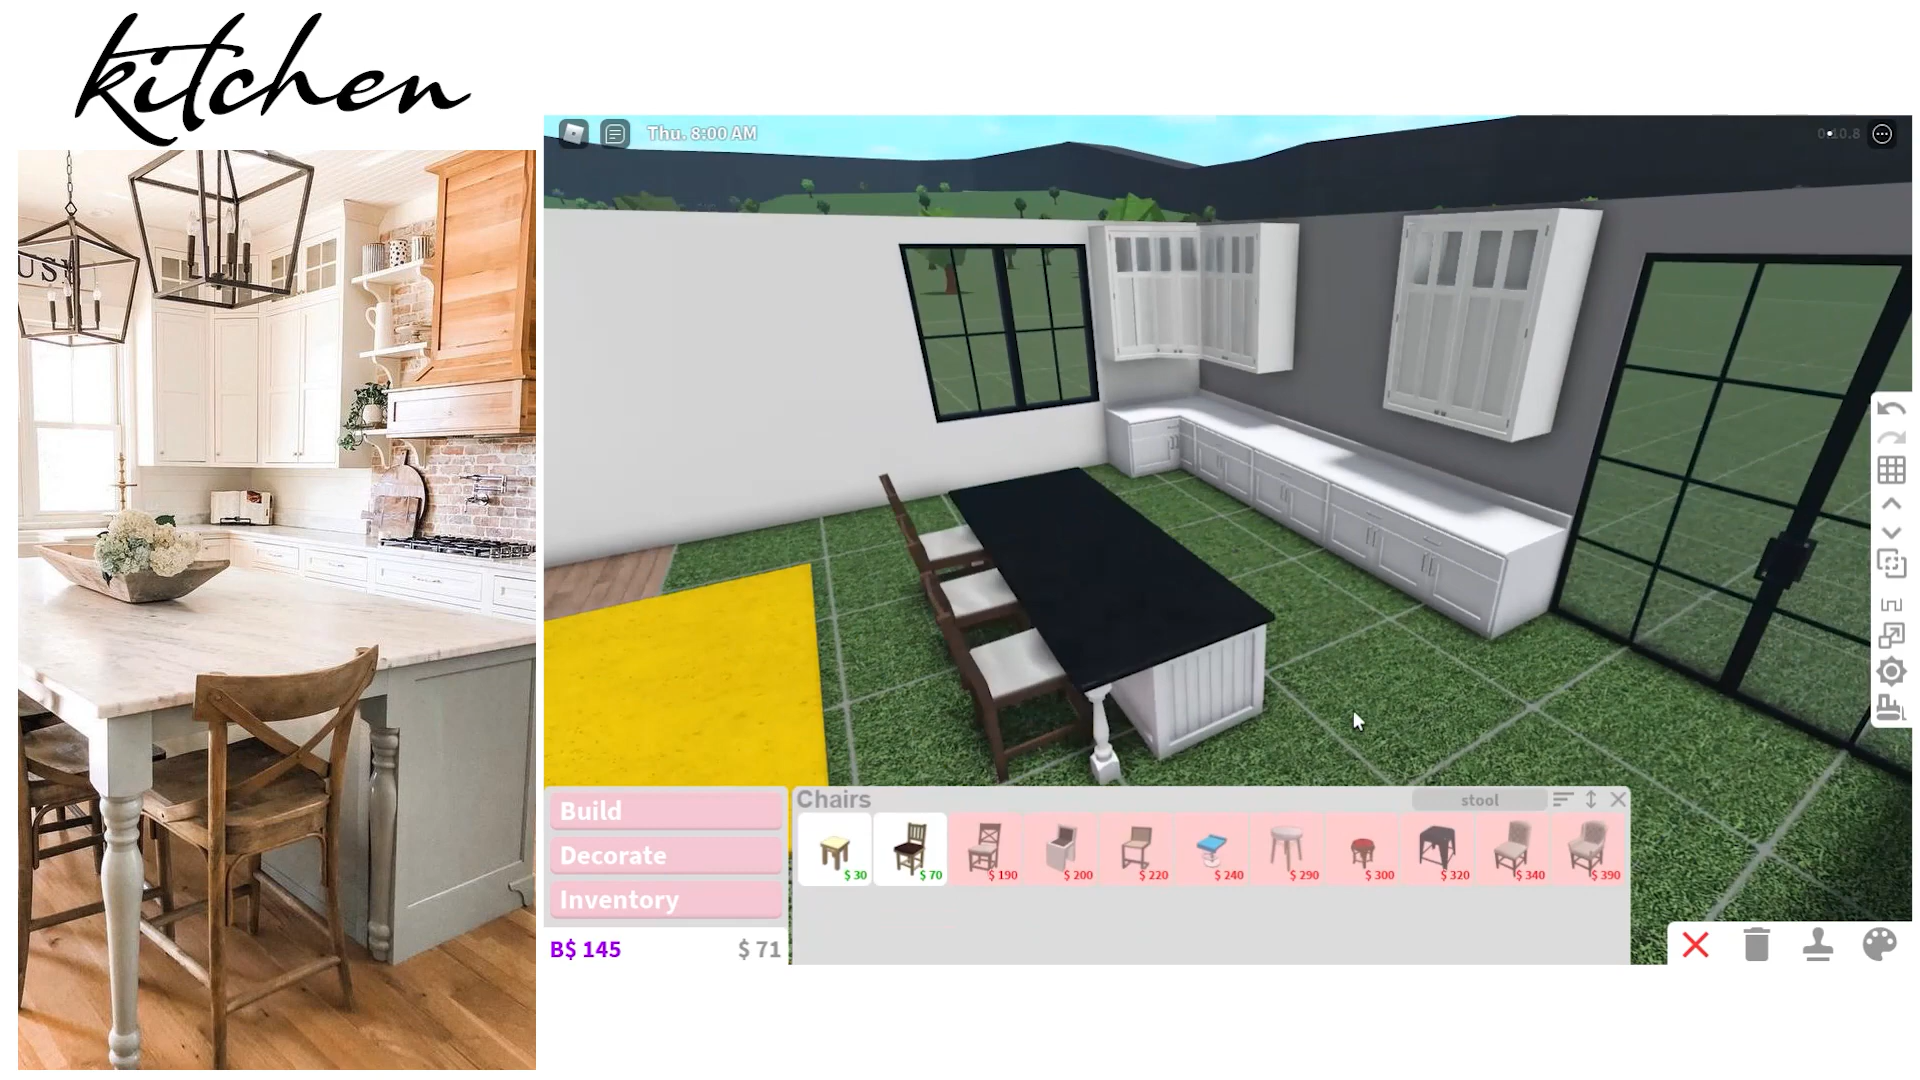 kitchen
USE
Thu. 8:00 AM
Build
Decorate
Inventory
B$ 145
$ 71
Chairs
stool
$ 30
$ 70
$ 190
$ 200
$ 220
$ 240
$ 290
$ 300
$ 320
$ 340
$ 390